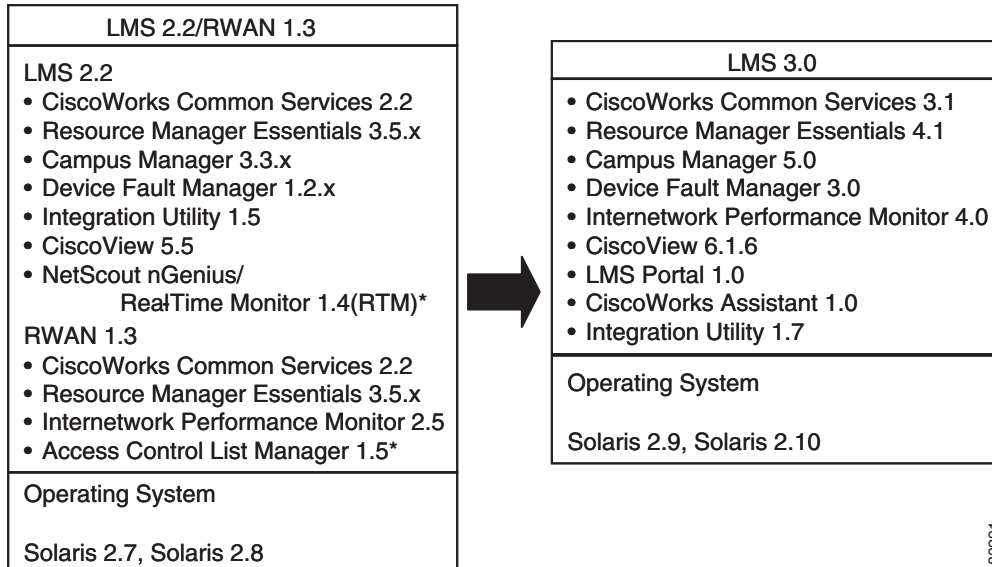 LMS 2.2/RWAN 1.3
LMS 2.2
• CiscoWorks Common Services 2.2
• Resource Manager Essentials 3.5.x
• Campus Manager 3.3.x
• Device Fault Manager 1.2.x
• Integration Utility 1.5
• CiscoView 5.5
• NetScout nGenius/
Real-Time Monitor 1.4(RTM)*
RWAN 1.3
• CiscoWorks Common Services 2.2
• Resource Manager Essentials 3.5.x
• Internetwork Performance Monitor 2.5
• Access Control List Manager 1.5*
Operating System
Solaris 2.7, Solaris 2.8
LMS 3.0
• CiscoWorks Common Services 3.1
• Resource Manager Essentials 4.1
• Campus Manager 5.0
• Device Fault Manager 3.0
• Internetwork Performance Monitor 4.0
• CiscoView 6.1.6
• LMS Portal 1.0
• CiscoWorks Assistant 1.0
• Integration Utility 1.7
Operating System
Solaris 2.9, Solaris 2.10